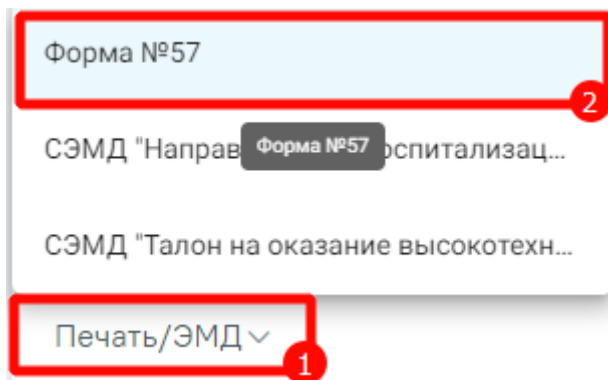 Форма №57
2
СЭМД "Направ Форма №57 оспитализац...
СЭМД "Талон на оказание высокотехн...
Печать/ЭМД
1